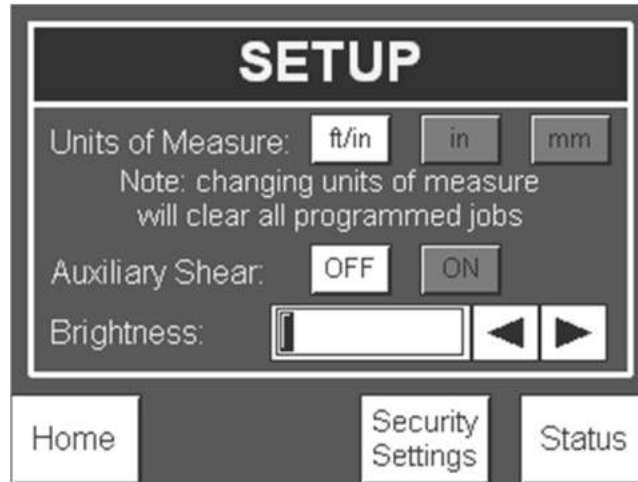 SETUP
Units of Measure: ft/in in mm
Note: changing units of measure
will clear all programmed jobs
Auxiliary Shear: OFF ON
Brightness:
Home
Security
Settings
Status